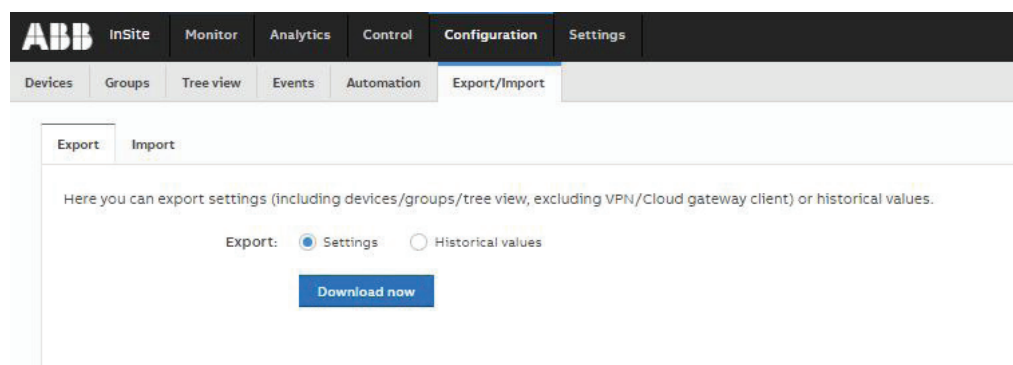 ABB InSite Monitor Analytics Control Configuration Settings
Devices Groups Tree view Events Automation Export/Import
Export Import
Here you can export settings (including devices/groups/tree view, excluding VPN/Cloud gateway client) or historical values.
Export: Settings Historical values
Download now